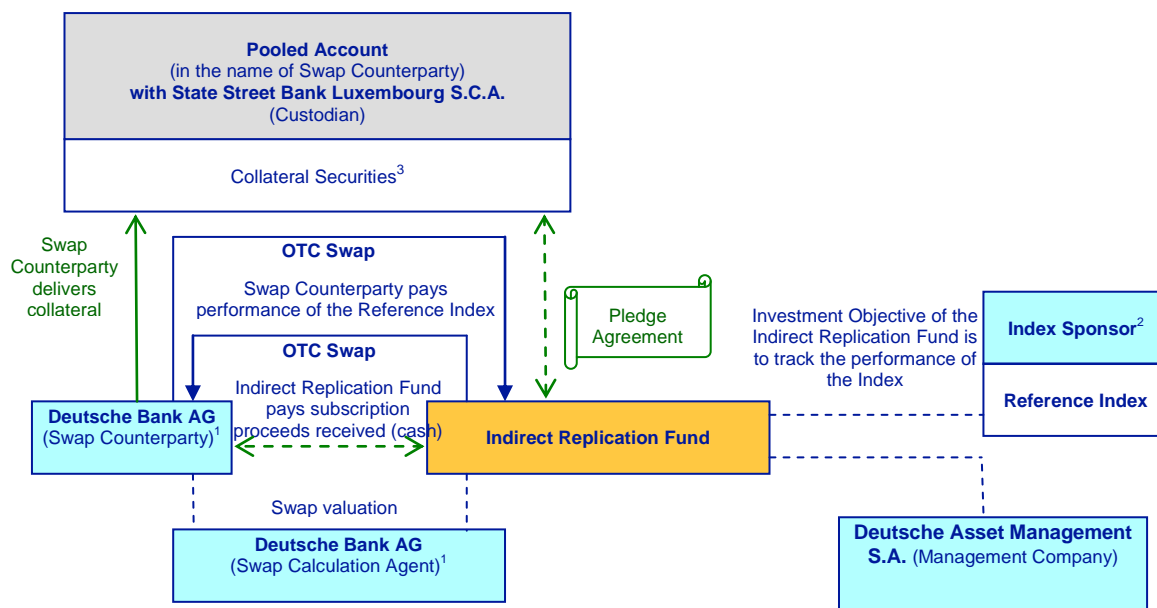 Pooled Account
(in the name of Swap Counterparty)
with State Street Bank Luxembourg S.C.A.
(Custodian)
Collateral Securities3
Swap
Counterparty
delivers
collateral
OTC Swap
Swap Counterparty pays
performance of the Reference Index
OTC Swap
Indirect Replication Fund
pays subscription
proceeds received (cash)
Pledge
Agreement
Investment Objective of the
Indirect Replication Fund is
to track the performance of
the Index
Index Sponsor2
Reference Index
Deutsche Bank AG
(Swap Counterparty)1
Indirect Replication Fund
Swap valuation
Deutsche Bank AG
(Swap Calculation Agent)1
Deutsche Asset Management
S.A. (Management Company)